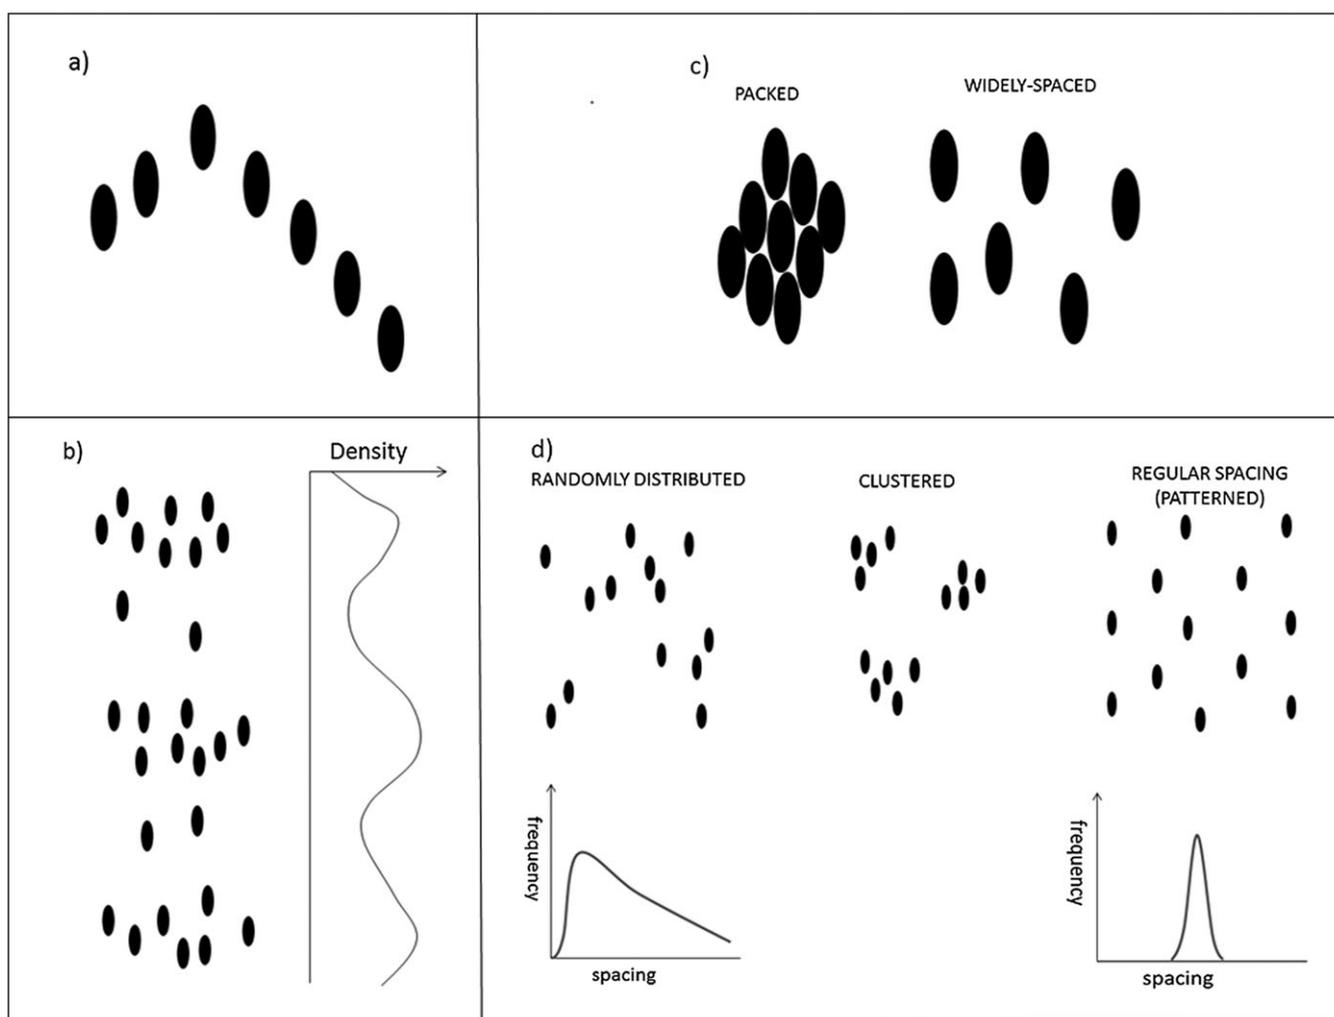 a)
c)
PACKED
WIDELY-SPACED
b)
Density
d)
RANDOMLY DISTRIBUTED
CLUSTERED
REGULAR SPACING
(PATTERNED)
frequency
spacing
frequency
spacing